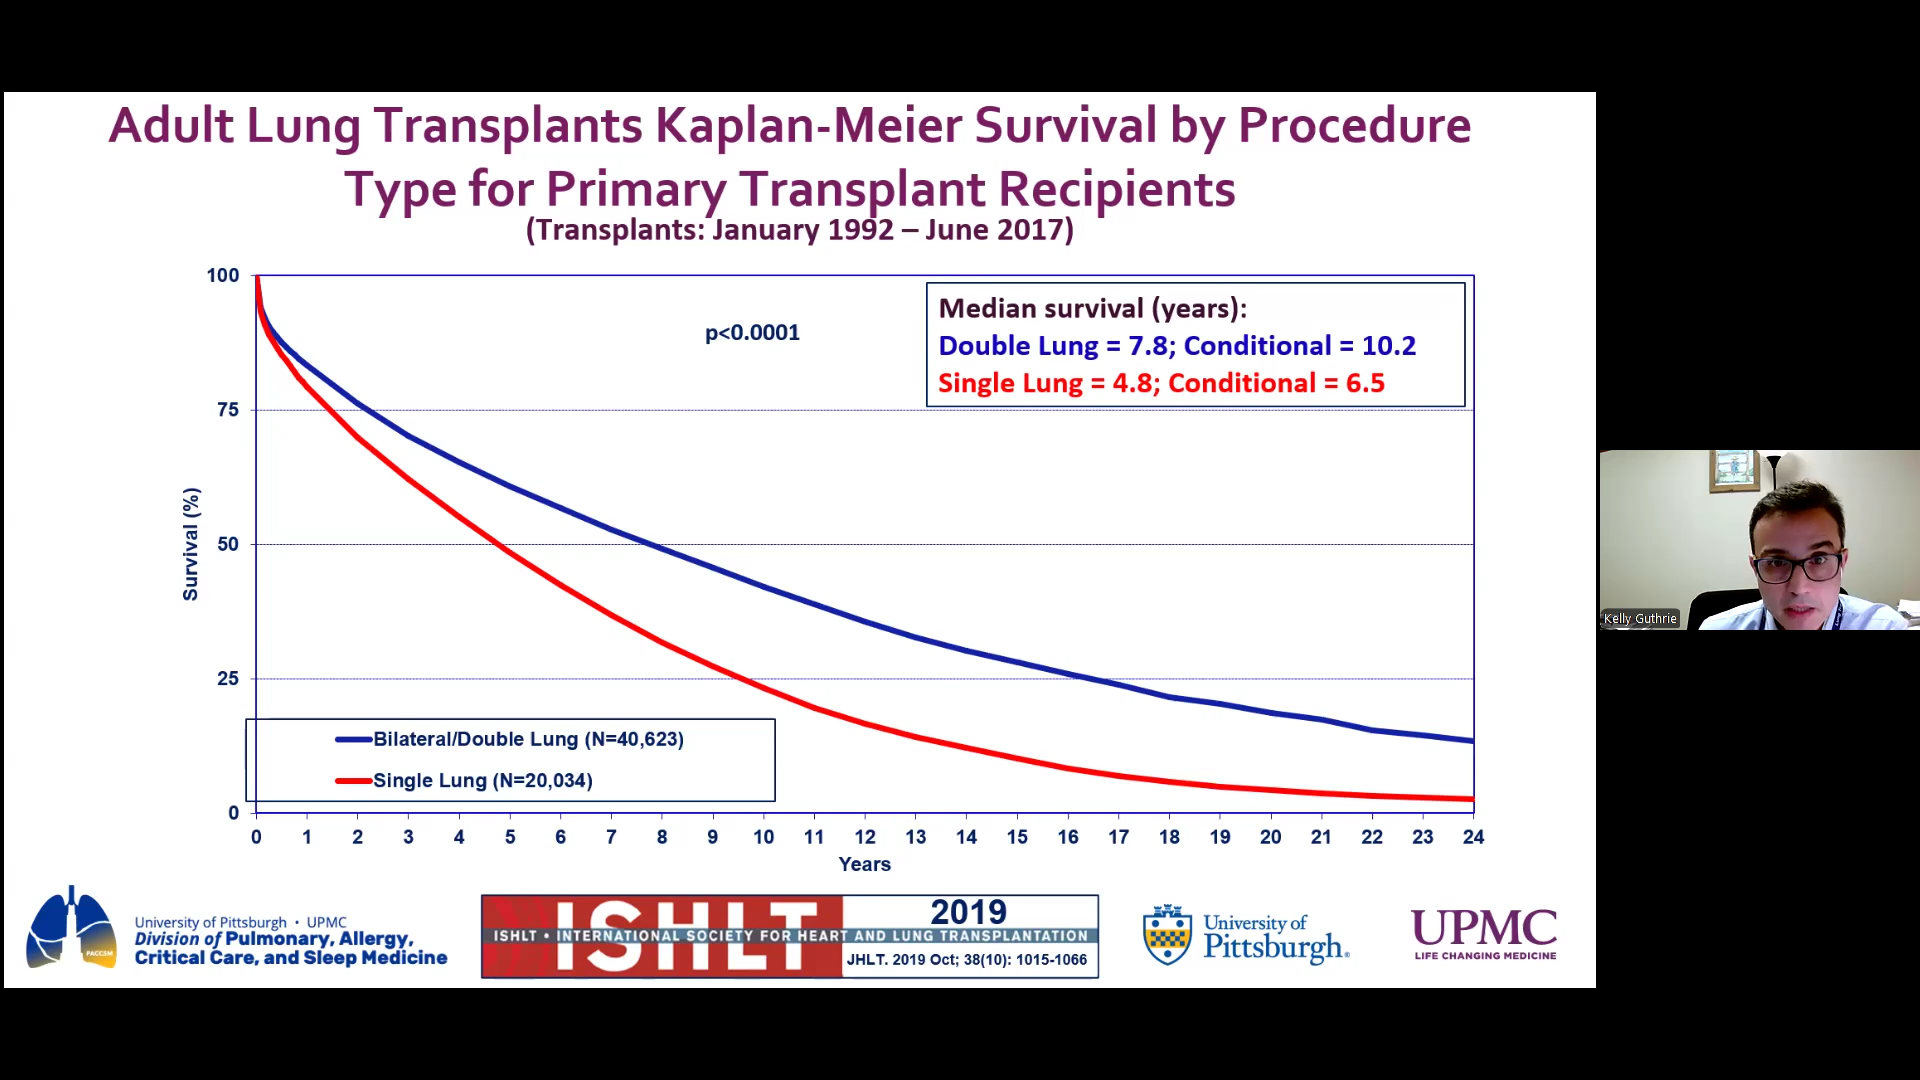 Adult Lung Transplants Kaplan-Meier Survival by Procedure
Type for Primary Transplant Recipients
(Transplants: January 1992 – June 2017)
100
75
50
25
0
Survival (%)
p<0.0001
Median survival (years):
Double Lung = 7.8; Conditional = 10.2
Single Lung = 4.8; Conditional = 6.5
Bilateral/Double Lung (N=40,623)
Single Lung (N=20,034)
0 1 2 3 4 5 6 7 8 9 10 11 12 13 14 15 16 17 18 19 20 21 22 23 24
Years
Kelly Guthrie
PACCSM
University of Pittsburgh • UPMC
Division of Pulmonary, Allergy,
Critical Care, and Sleep Medicine
ISHLT
2019
ISHLT • INTERNATIONAL SOCIETY FOR HEART AND LUNG TRANSPLANTATION
JHLT. 2019 Oct; 38(10): 1015-1066
University of
Pittsburgh®
UPMC
LIFE CHANGING MEDICINE